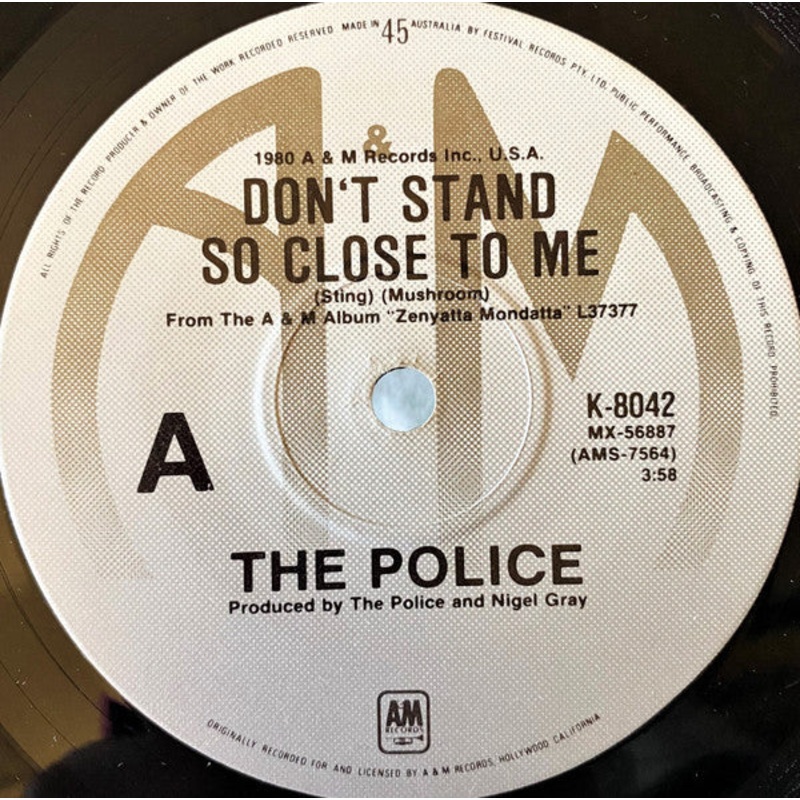 ALL RIGHTS OF THE RECORD PRODUCER & OWNER OF THE WORK RECORDED RESERVED MADE IN 45 AUSTRALIA BY FESTIVAL RECORDS PTY. LTD. PUBLIC PERFORMANCE BROADCASTING & COPYING OF THIS RECORD PROHIBITED.
A & M
1980 A & M Records Inc., U.S.A.
DON'T STAND
SO CLOSE TO ME
(Sting) (Mushroom)
From The A & M Album "Zenyatta Mondatta" L37377
K-8042
MX-56887
(AMS-7564)
3:58
A
THE POLICE
Produced by The Police and Nigel Gray
AM
RECORDS
ORIGINALLY RECORDED FOR AND LICENSED BY A & M RECORDS, HOLLYWOOD CALIFORNIA